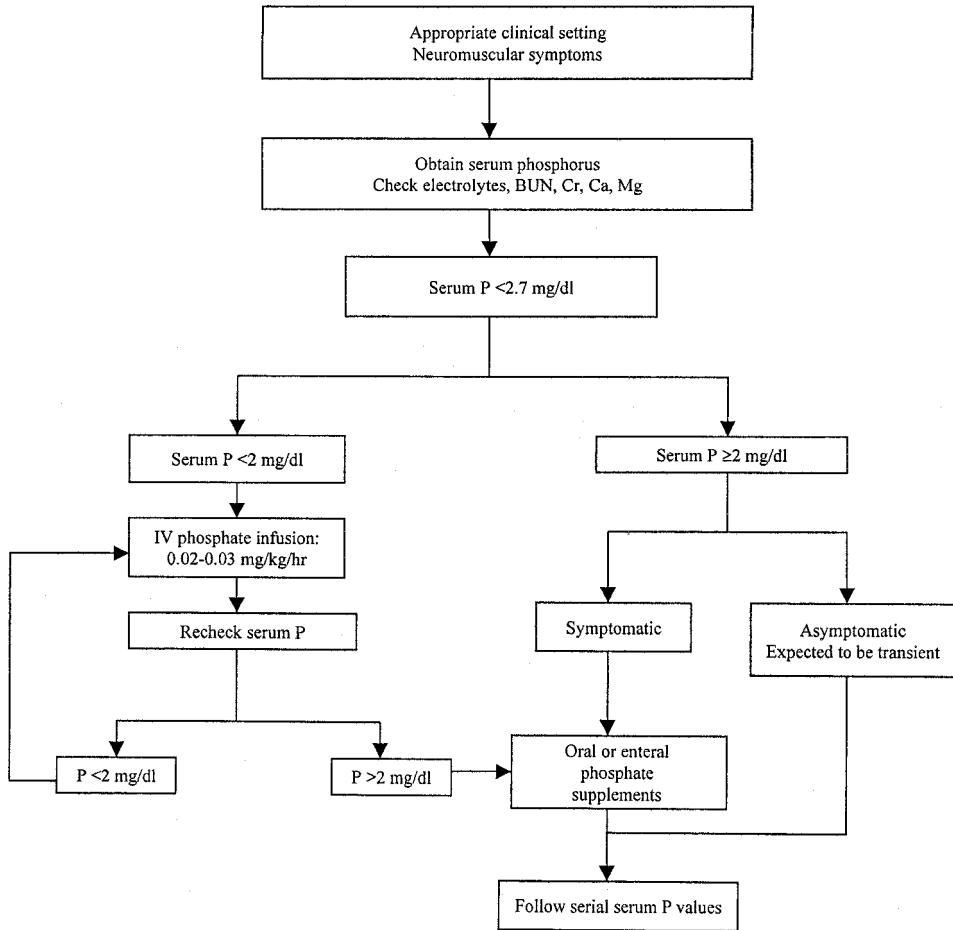 Appropriate clinical setting
Neuromuscular symptoms
Obtain serum phosphorus
Check electrolytes, BUN, Cr, Ca, Mg
Serum P <2.7 mg/dl
Serum P <2 mg/dl
Serum P ≥2 mg/dl
IV phosphate infusion:
0.02-0.03 mg/kg/hr
Recheck serum P
Symptomatic
Asymptomatic
Expected to be transient
P <2 mg/dl
P >2 mg/dl
Oral or enteral
phosphate
supplements
Follow serial serum P values